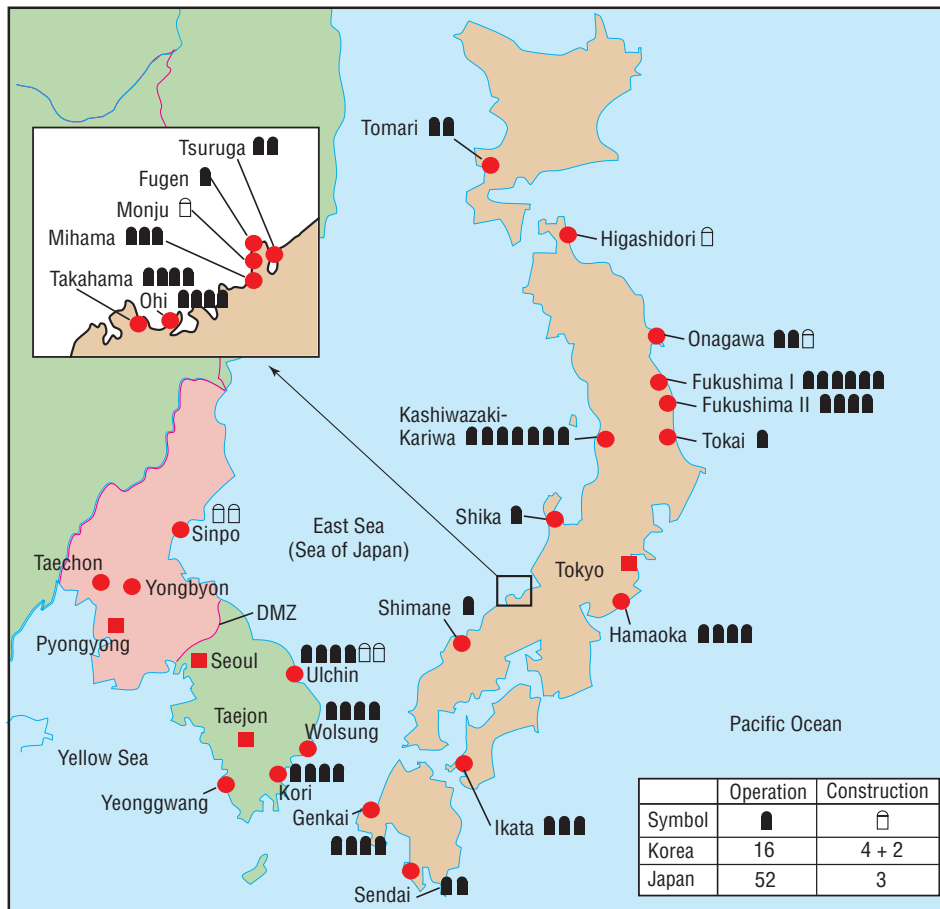 Tsuruga
Fugen
Monju
Mihama
Takahama
Ohi
Tomari
Higashidori
Onagawa
Fukushima I
Fukushima II
Kashiwazaki-
Kariwa
Tokai
Shika
East Sea
(Sea of Japan)
Sinpo
Taechon
Yongbyon
Tokyo
DMZ
Shimane
Hamaoka
Pyongyong
Seoul
Ulchin
Taejon
Wolsung
Pacific Ocean
Yellow Sea
Yeonggwang
Kori
Genkai
Ikata
Sendai
Operation Construction
Symbol
Korea 16 4 + 2
Japan 52 3